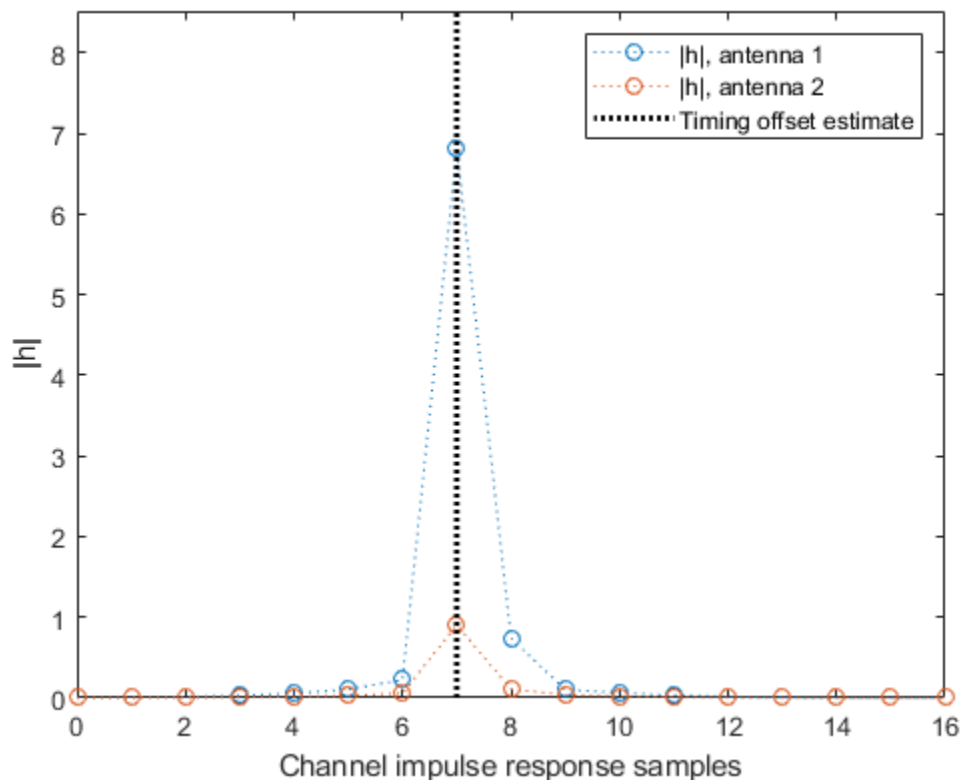 |h|, antenna 1
|h|, antenna 2
Timing offset estimate
8
7
6
5
4
3
2
1
0
|h|
0 2 4 6 8 10 12 14 16
Channel impulse response samples